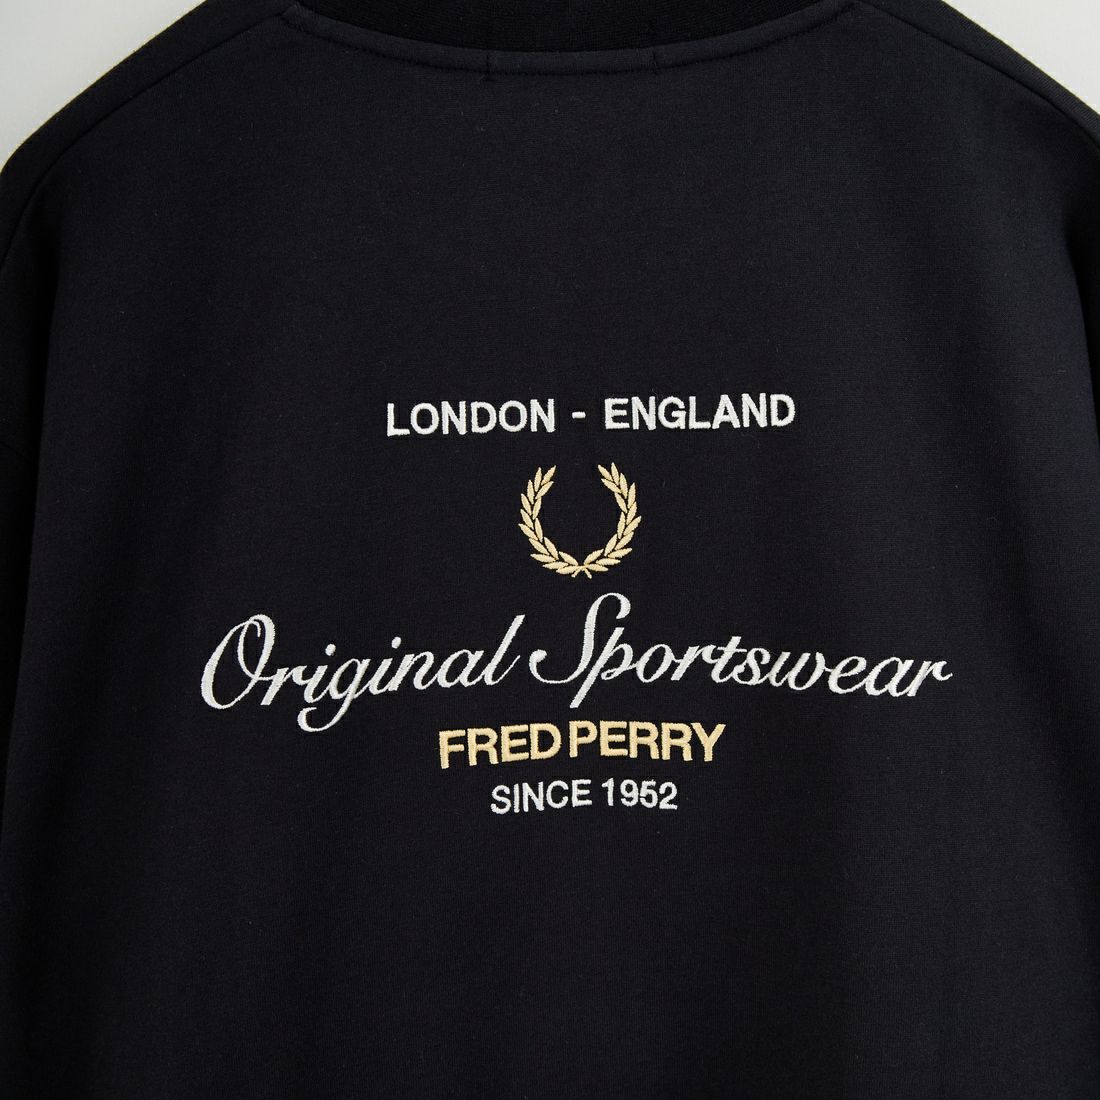 LONDON - ENGLAND
Original Sportswear
FRED PERRY
SINCE 1952